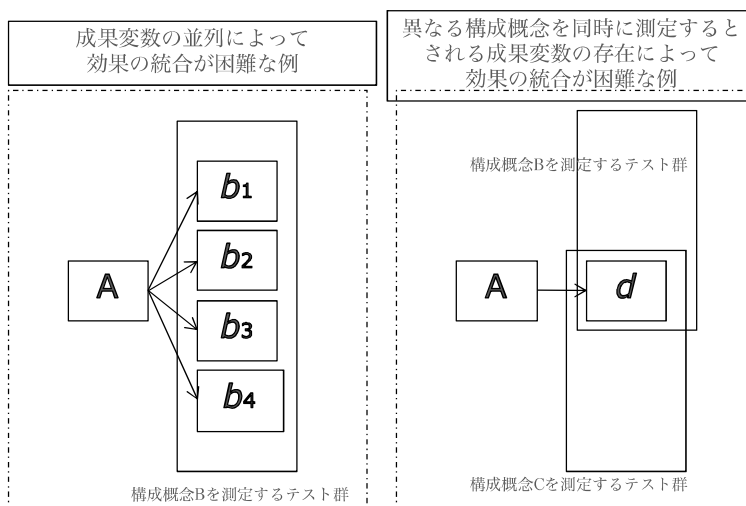 成果変数の並列によって
効果の統合が困難な例
A
b1
b2
b3
b4
構成概念Bを測定するテスト群
異なる構成概念を同時に測定すると
される成果変数の存在によって
効果の統合が困難な例
構成概念Bを測定するテスト群
A
d
構成概念Cを測定するテスト群